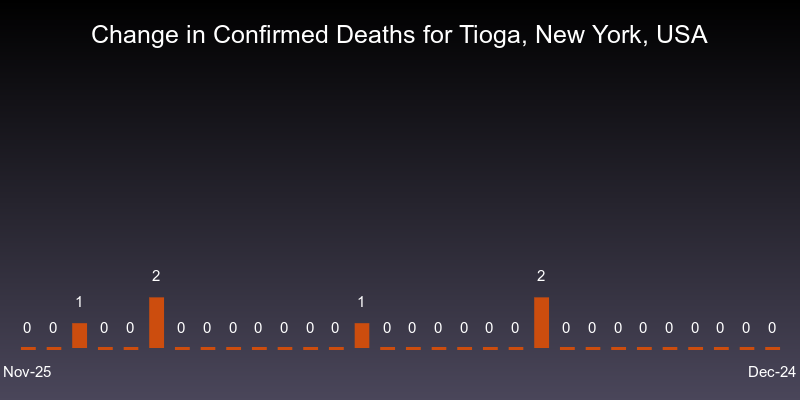 Change in Confirmed Deaths for Tioga, New York, USA
2 2
1 1
0 0 0 0 0 0 0 0 0 0 0 0 0 0 0 0 0 0 0 0 0 0 0 0 0 0
Nov-25 Dec-24